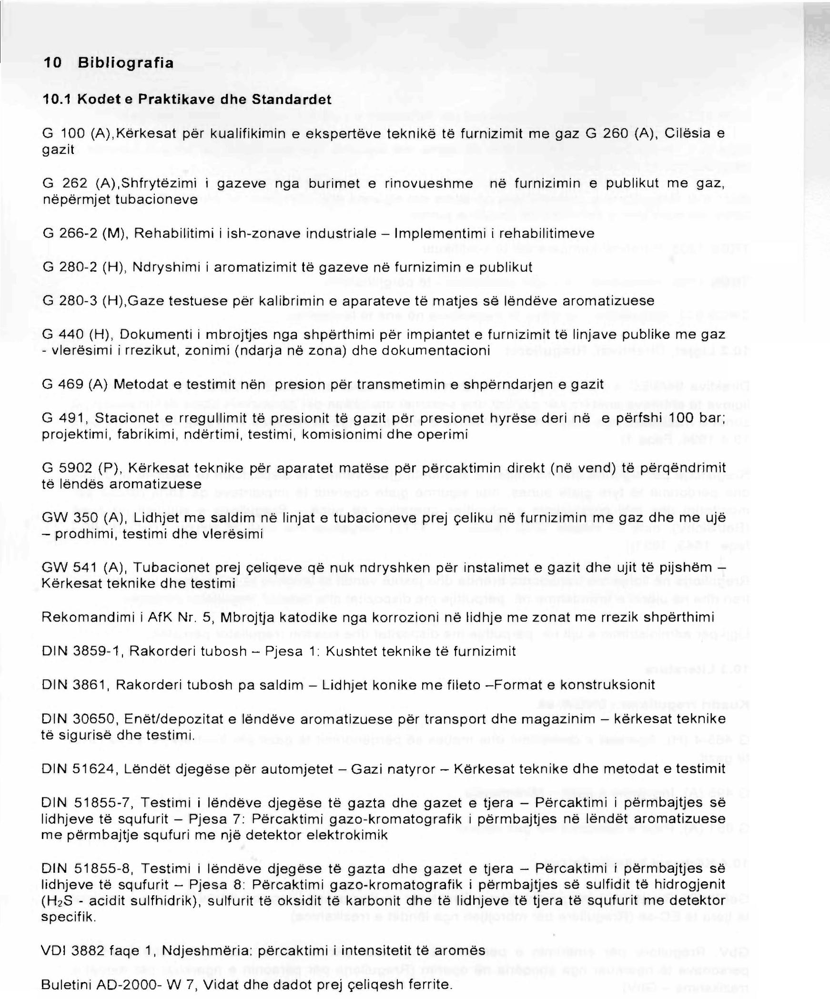 10 Bibliografia
10.1 Kodet e Praktikave dhe Standardet
G 100 (A),Kërkesat për kualifikimin e ekspertëve teknikë të furnizimit me gaz G 260 (A), Cilësia e
gazit
G 262 (A),Shfrytëzimi i gazeve nga burimet e rinovueshme në furnizimin e publikut me gaz,
nëpërmjet tubacioneve
G 266-2 (M), Rehabilitimi i ish-zonave industriale – Implementimi i rehabilitimeve
G 280-2 (H), Ndryshimi i aromatizimit të gazeve në furnizimin e publikut
G 280-3 (H),Gaze testuese për kalibrimin e aparateve të matjes së lëndëve aromatizuese
G 440 (H), Dokumenti i mbrojtjes nga shpërthimi për impiantet e furnizimit të linjave publike me gaz
- vlerësimi i rrezikut, zonimi (ndarja në zona) dhe dokumentacioni
G 469 (A) Metodat e testimit nën presion për transmetimin e shpërndarjen e gazit
G 491, Stacionet e rregullimit të presionit të gazit për presionet hyrëse deri në e përfshi 100 bar;
projektimi, fabrikimi, ndërtimi, testimi, komisionimi dhe operimi
G 5902 (P), Kërkesat teknike për aparatet matëse për përcaktimin direkt (në vend) të përqëndrimit
të lëndës aromatizuese
GW 350 (A), Lidhjet me saldim në linjat e tubacioneve prej çeliku në furnizimin me gaz dhe me ujë
– prodhimi, testimi dhe vlerësimi
GW 541 (A), Tubacionet prej çeliqeve që nuk ndryshken për instalimet e gazit dhe ujit të pijshëm –
Kërkesat teknike dhe testimi
Rekomandimi i AfK Nr. 5, Mbrojtja katodike nga korrozioni në lidhje me zonat me rrezik shpërthimi
DIN 3859-1, Rakorderi tubosh – Pjesa 1: Kushtet teknike të furnizimit
DIN 3861, Rakorderi tubosh pa saldim – Lidhjet konike me fileto –Format e konstruksionit
DIN 30650, Enët/depozitat e lëndëve aromatizuese për transport dhe magazinim – kërkesat teknike
të sigurisë dhe testimi.
DIN 51624, Lëndët djegëse për automjetet – Gazi natyror – Kërkesat teknike dhe metodat e testimit
DIN 51855-7, Testimi i lëndëve djegëse të gazta dhe gazet e tjera – Përcaktimi i përmbajtjes së
lidhjeve të squfurit – Pjesa 7: Përcaktimi gazo-kromatografik i përmbajtjes në lëndët aromatizuese
me përmbajtje squfuri me një detektor elektrokimik
DIN 51855-8, Testimi i lëndëve djegëse të gazta dhe gazet e tjera – Përcaktimi i përmbajtjes së
lidhjeve të squfurit – Pjesa 8: Përcaktimi gazo-kromatografik i përmbajtjes së sulfidit të hidrogjenit
(H₂S - acidit sulfhidrik), sulfurit të oksidit të karbonit dhe të lidhjeve të tjera të squfurit me detektor
specifik.
VDI 3882 faqe 1, Ndjeshmëria: përcaktimi i intensitetit të aromës
Buletini AD-2000- W 7, Vidat dhe dadot prej çeliqesh ferrite.